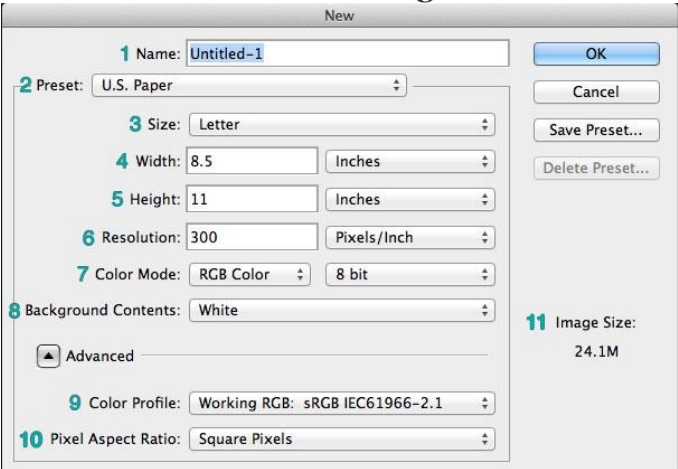 New
1 Name: Untitled-1 OK
2 Preset: U.S. Paper Cancel
3 Size: Letter Save Preset...
4 Width: 8.5 Inches Delete Preset...
5 Height: 11 Inches
6 Resolution: 300 Pixels/Inch
7 Color Mode: RGB Color 8 bit
8 Background Contents: White
11 Image Size:
24.1M
Advanced
9 Color Profile: Working RGB: sRGB IEC61966-2.1
10 Pixel Aspect Ratio: Square Pixels